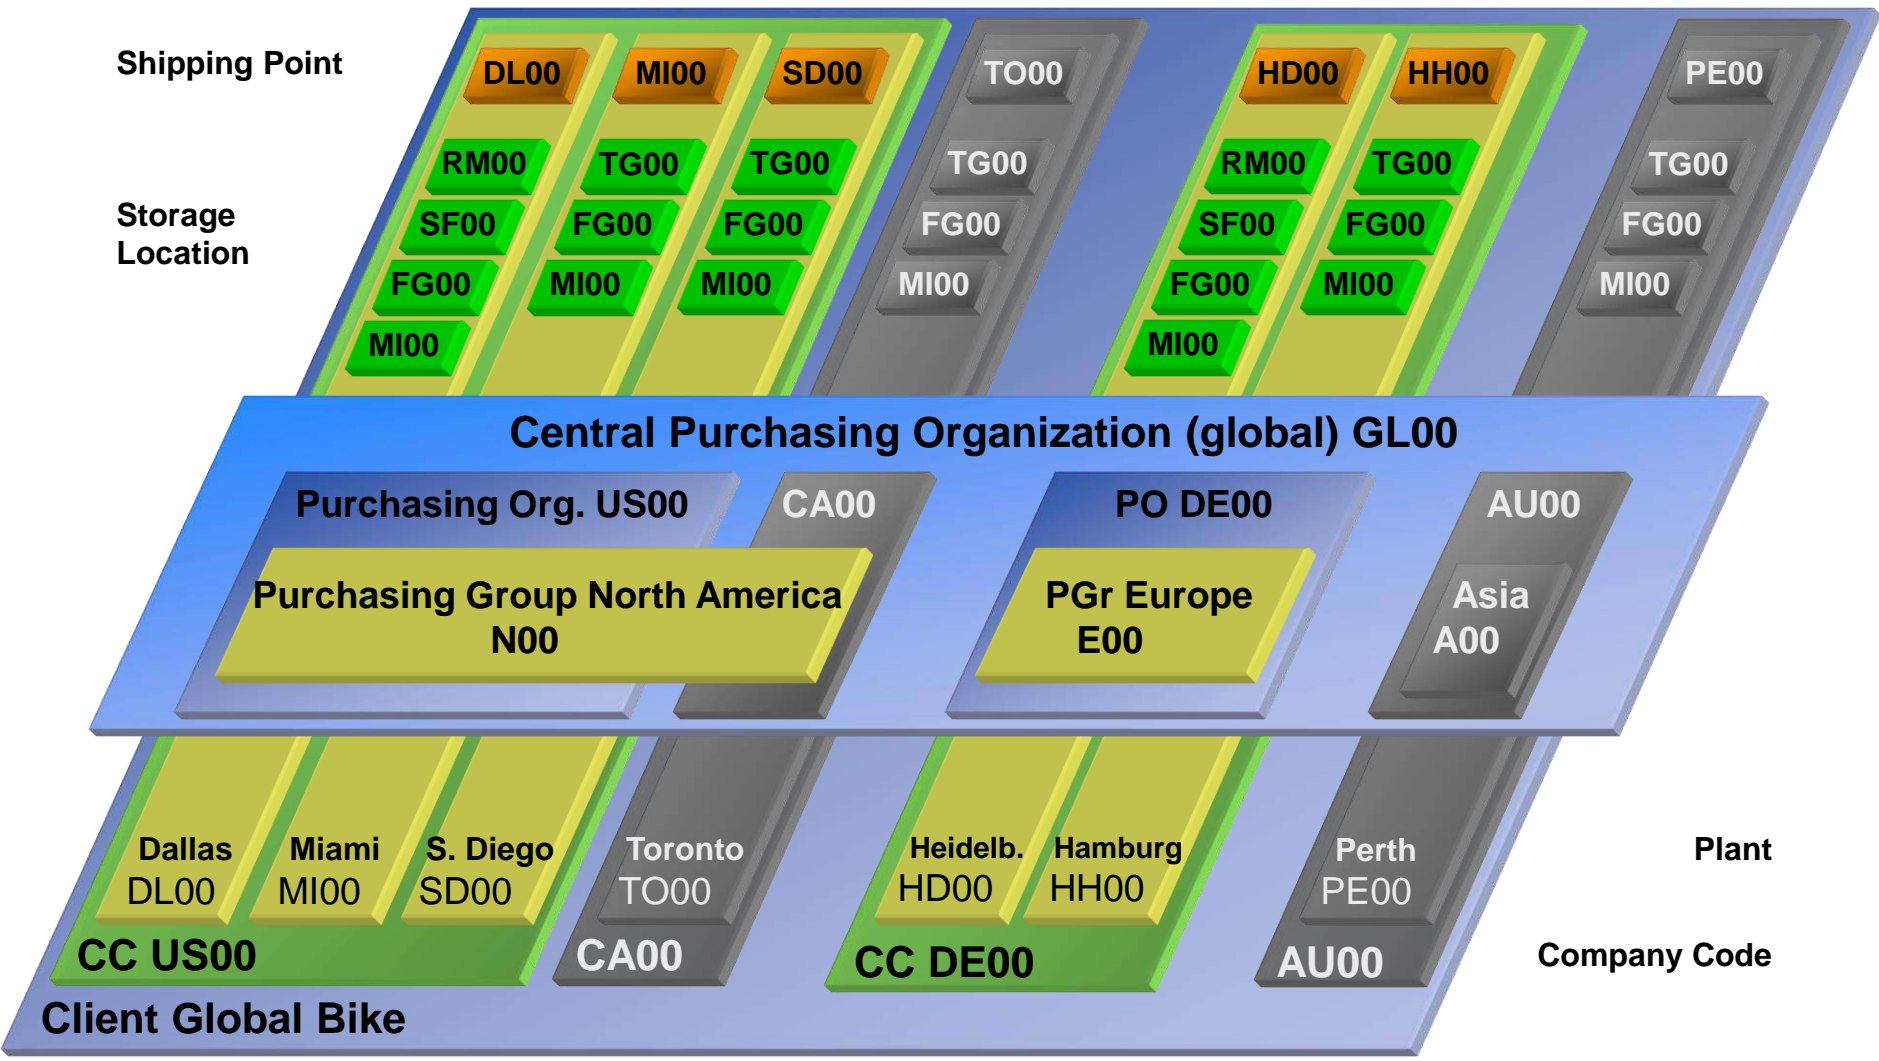 Shipping Point
DL00 MI00 SD00 TO00 HD00 HH00 PE00
RM00 TG00 TG00 TG00 RM00 TG00 TG00
Storage
Location
SF00 FG00 FG00 FG00 SF00 FG00 FG00
FG00 MI00 MI00 MI00 FG00 MI00 MI00
MI00 MI00
Central Purchasing Organization (global) GL00
Purchasing Org. US00 CA00 PO DE00 AU00
Purchasing Group North America
N00
PGr Europe
E00
Asia
A00
Dallas
DL00
Miami
MI00
S. Diego
SD00
Toronto
TO00
Heidelb.
HD00
Hamburg
HH00
Perth
PE00
Plant
CC US00 CA00 CC DE00 AU00 Company Code
Client Global Bike